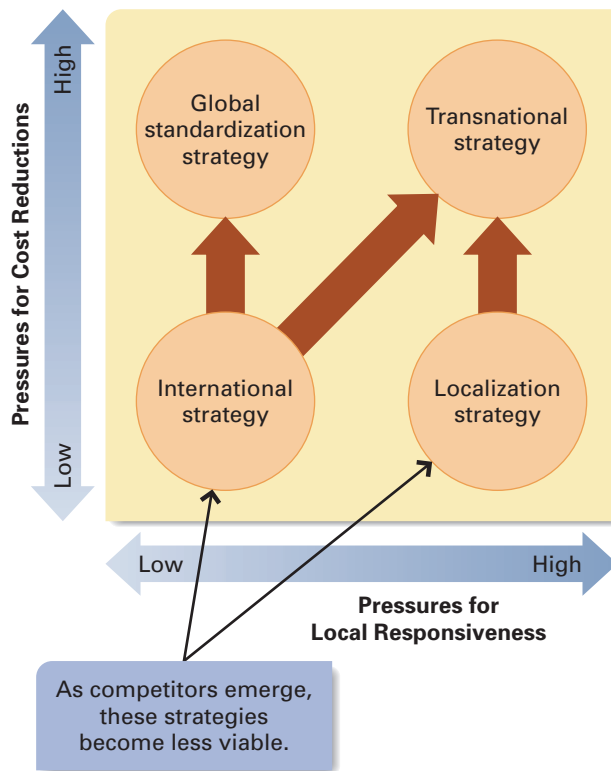 High
Pressures for Cost Reductions
Low
Global
standardization
strategy
Transnational
strategy
International
strategy
Localization
strategy
Low
High
Pressures for
Local Responsiveness
As competitors emerge,
these strategies
become less viable.